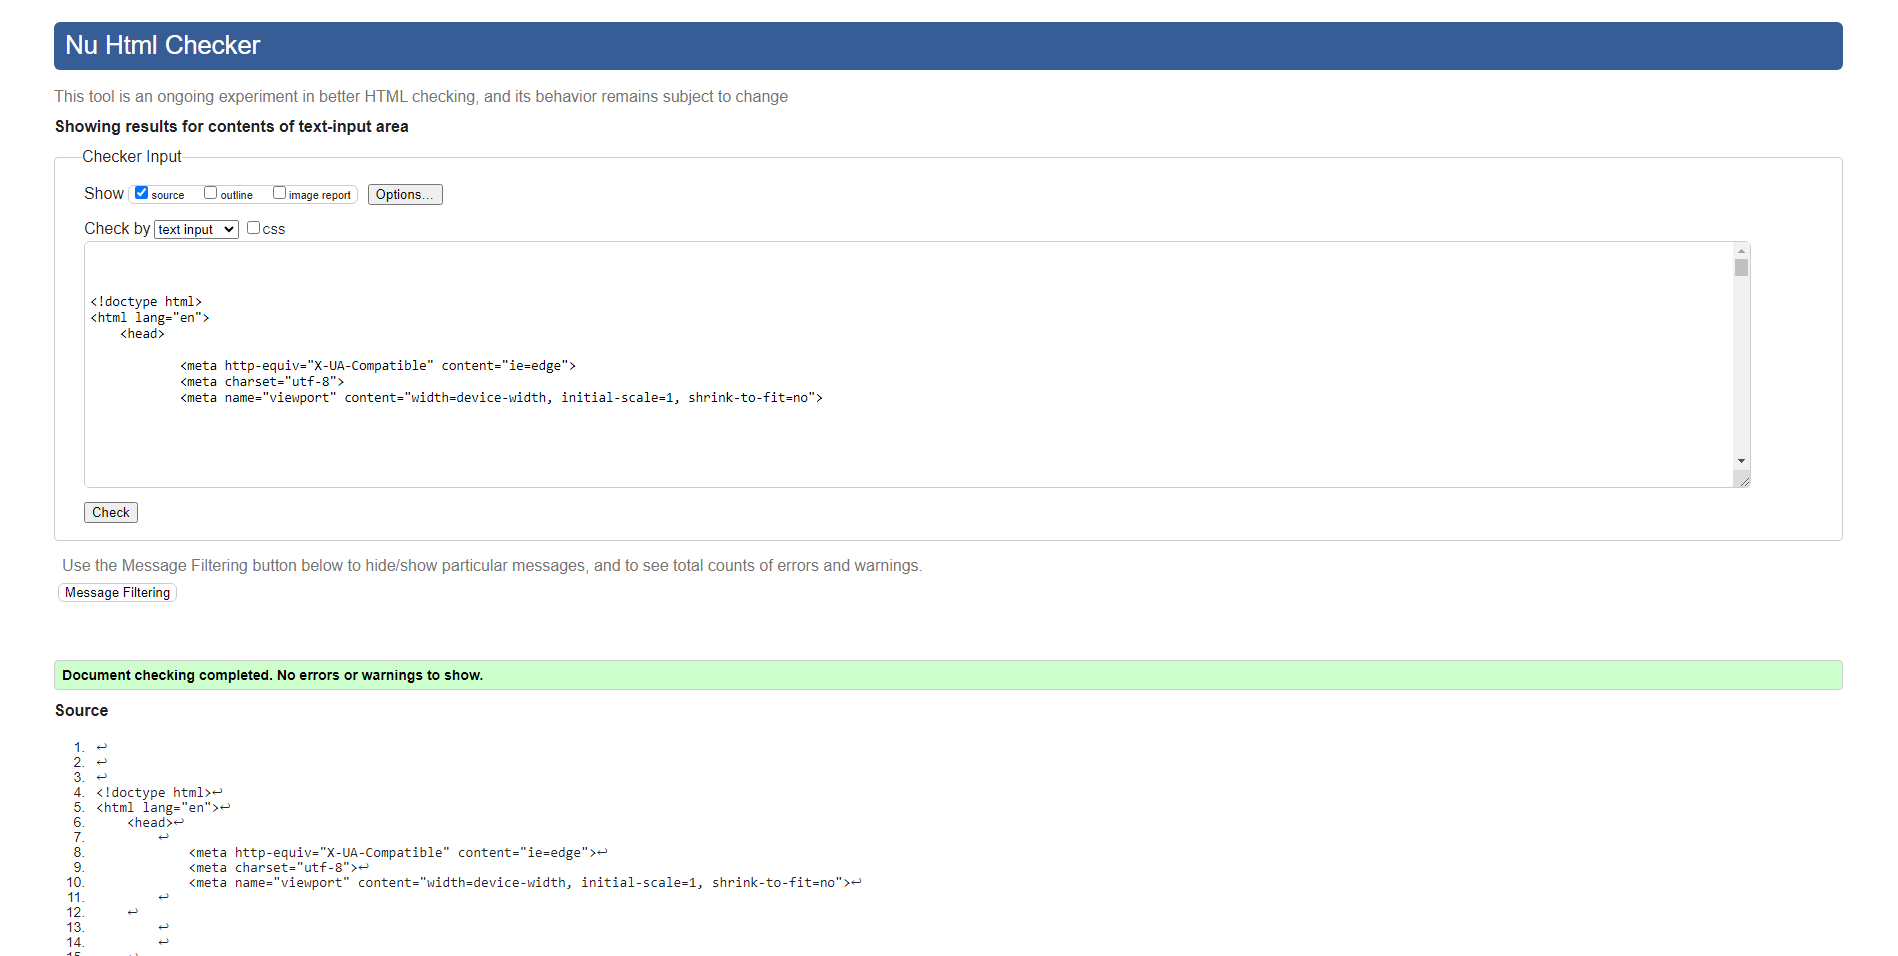 Nu Html Checker
This tool is an ongoing experiment in better HTML checking, and its behavior remains subject to change
Showing results for contents of text-input area
Checker Input
Show source outline image report Options...
Check by text input css
<!doctype html>
<html lang="en">
<head>
<meta http-equiv="X-UA-Compatible" content="ie=edge">
<meta charset="utf-8">
<meta name="viewport" content="width=device-width, initial-scale=1, shrink-to-fit=no">
Check
Use the Message Filtering button below to hide/show particular messages, and to see total counts of errors and warnings.
Message Filtering
Document checking completed. No errors or warnings to show.
Source
1. ↩
2. ↩
3. ↩
4. <!doctype html>↩
5. <html lang="en">↩
6. <head>↩
7. ↩
8. <meta http-equiv="X-UA-Compatible" content="ie=edge">↩
9. <meta charset="utf-8">↩
10. <meta name="viewport" content="width=device-width, initial-scale=1, shrink-to-fit=no">↩
11. ↩
12. ↩
13. ↩
14. ↩
15. ↩